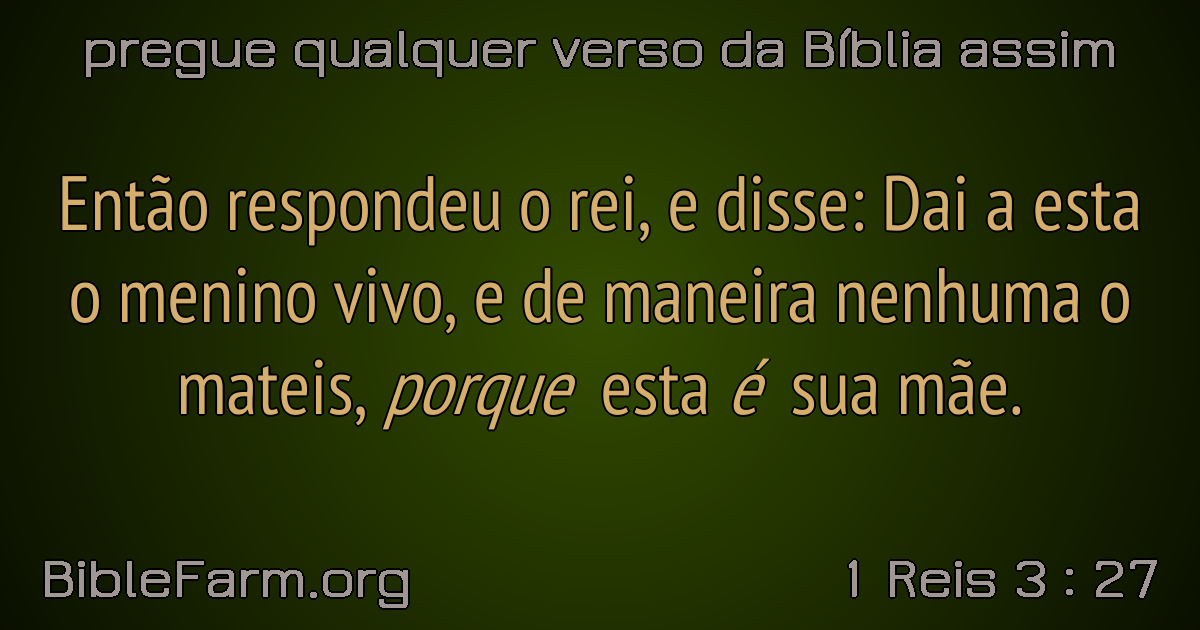 pregue qualquer verso da Bíblia assim
Então respondeu o rei, e disse: Dai a esta
o menino vivo, e de maneira nenhuma o
mateis, porque esta é sua mãe.
BibleFarm.org
1 Reis 3 : 27